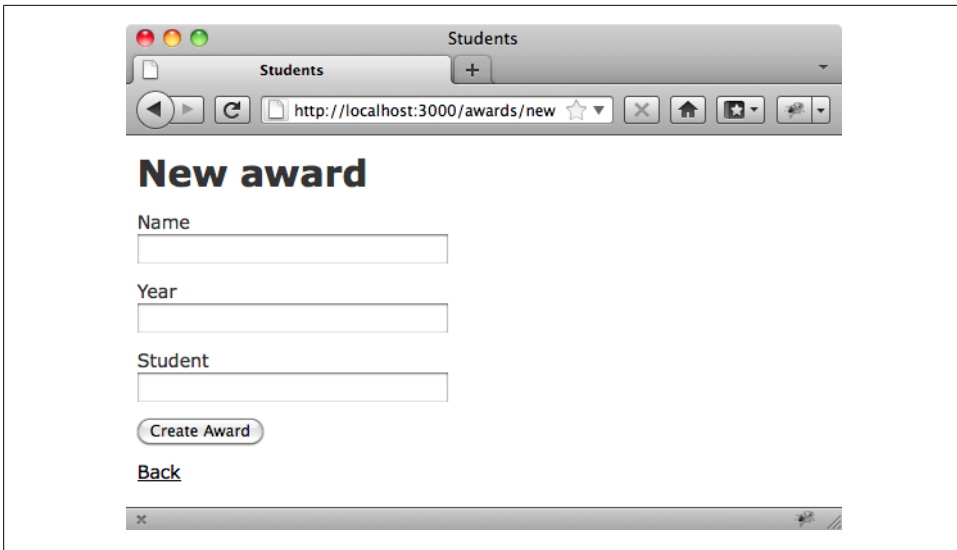 Students
Students
http://localhost:3000/awards/new
New award
Name
Year
Student
Create Award
Back